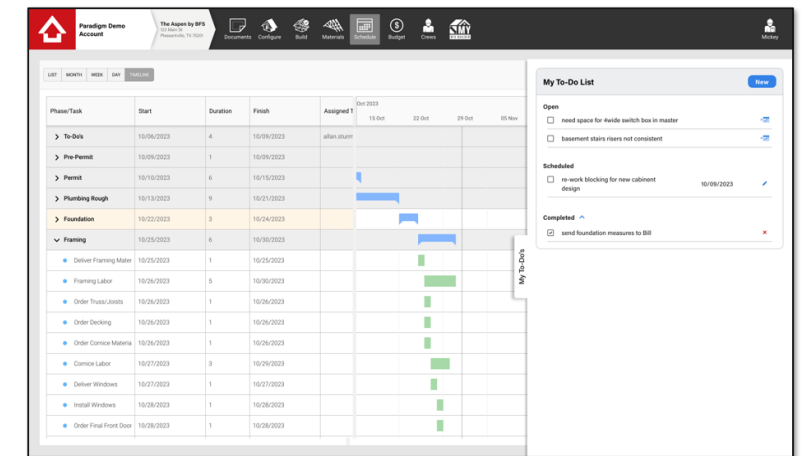 Paradigm Demo
Account
The Aspen by BFS
123 Main St
Pleasantville, TX 75201
Documents Configure Build Materials Schedule Budget Crews MY
Mickey
LIST MONTH WEEK DAY TIMELINE
Phase/Task Start Duration Finish Assigned T
Oct 2023
15 Oct 22 Oct 29 Oct 05 Nov
To-Do's 10/06/2023 4 10/09/2023 allan.sturm
Pre-Permit 10/09/2023 1 10/09/2023
Permit 10/10/2023 6 10/15/2023
Plumbing Rough 10/13/2023 9 10/21/2023
Foundation 10/22/2023 3 10/24/2023
Framing 10/25/2023 6 10/30/2023
Deliver Framing Mater 10/25/2023 1 10/25/2023
Framing Labor 10/26/2023 5 10/30/2023
Order Truss/Joists 10/26/2023 1 10/26/2023
Order Decking 10/26/2023 1 10/26/2023
Order Cornice Materia 10/26/2023 1 10/26/2023
Cornice Labor 10/27/2023 3 10/29/2023
Deliver Windows 10/27/2023 1 10/27/2023
Install Windows 10/28/2023 1 10/28/2023
Order Final Front Door 10/28/2023 1 10/28/2023
My To-Do's
My To-Do List New
Open
need space for 4wide switch box in master
basement stairs risers not consistent
Scheduled
re-work blocking for new cabinent
design
10/09/2023
Completed
send foundation measures to Bill